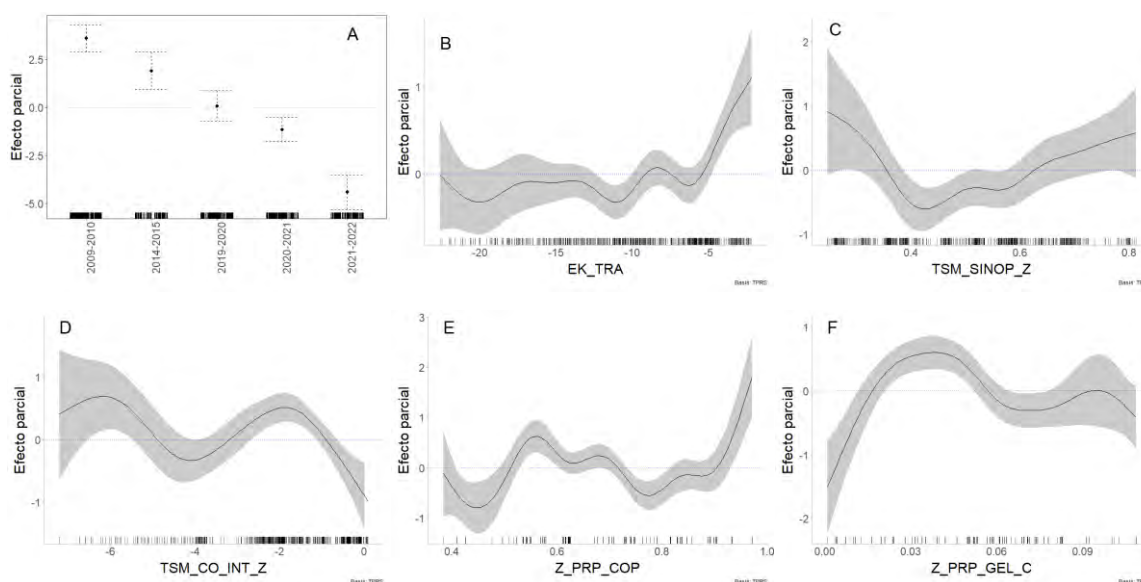 A
Efecto parcial
2.5
0.0
-2.5
-5.0
2009-2010
2014-2015
2019-2020
2020-2021
2021-2022
B
Efecto parcial
1
0
-20
-15
-10
-5
EK_TRA
C
Efecto parcial
2
1
0
-1
0.4
0.6
0.8
TSM_SINOP_Z
D
Efecto parcial
1
0
-1
-6
-4
-2
0
TSM_CO_INT_Z
E
Efecto parcial
3
2
1
0
-1
0.4
0.6
0.8
1.0
Z_PRP_COP
F
Efecto parcial
1
0
-1
-2
0.00
0.03
0.06
0.09
Z_PRP_GEL_C